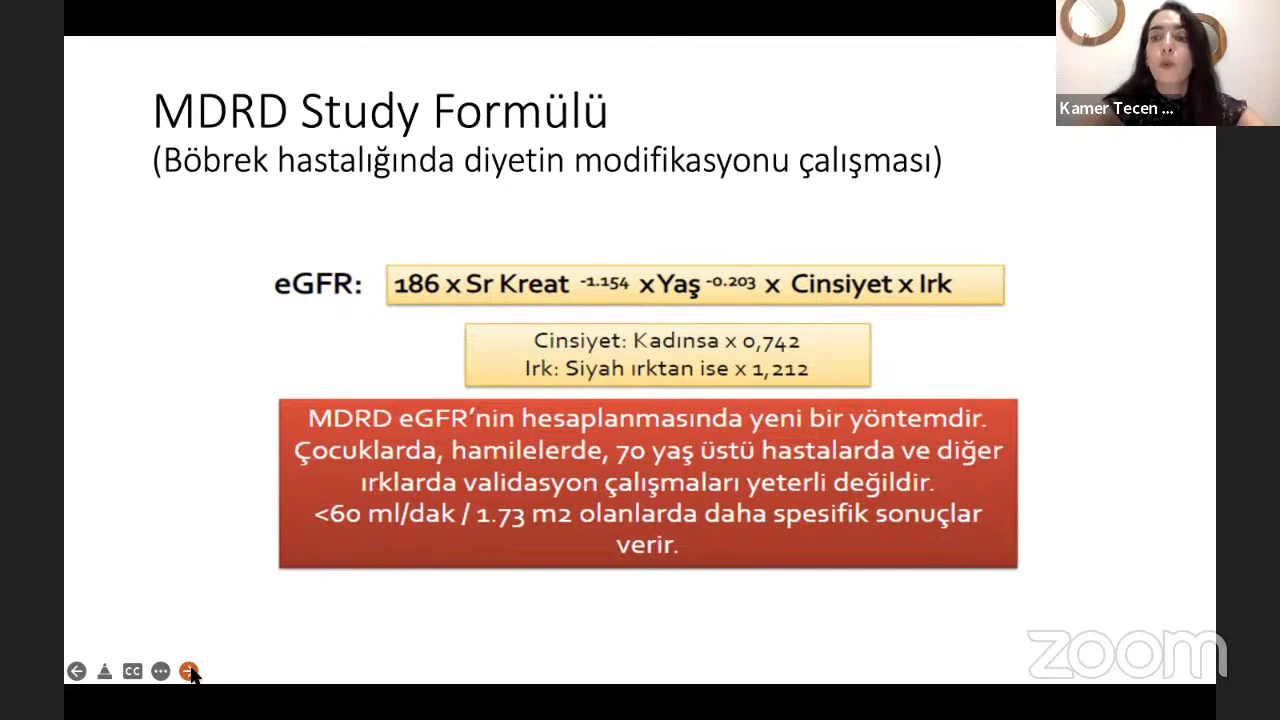 MDRD Study Formülü
(Böbrek hastalığında diyetin modifikasyonu çalışması)
Kamer Tecen ...
eGFR: 186 x Sr Kreat -1.154 x Yaş -0.203 x Cinsiyet x Irk
Cinsiyet: Kadınsa x 0,742
Irk: Siyah ırktan ise x 1,212
MDRD eGFR’nin hesaplanmasında yeni bir yöntemdir.
Çocuklarda, hamilelerde, 70 yaş üstü hastalarda ve diğer
ırklarda validasyon çalışmaları yeterli değildir.
<60 ml/dak / 1.73 m2 olanlarda daha spesifik sonuçlar
verir.
CC
zoom